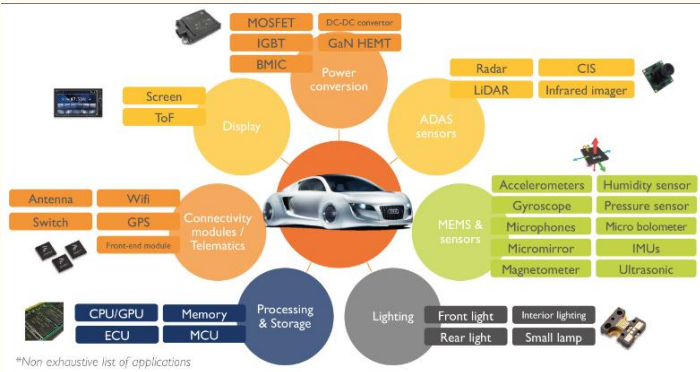 MOSFET
DC-DC convertor
IGBT
GaN HEMT
BMIC
Power
conversion
Radar
CIS
LiDAR
Infrared imager
ADAS
sensors
Screen
ToF
Display
Accelerometers
Humidity sensor
Gyroscope
Pressure sensor
Microphones
Micro bolometer
Micromirror
IMUs
Magnetometer
Ultrasonic
MEMS &
sensors
Antenna
Wifi
Switch
GPS
Front-end module
Connectivity
modules /
Telematics
CPU/GPU
Memory
ECU
MCU
Processing
& Storage
Lighting
Front light
Interior lighting
Rear light
Small lamp
*Non exhaustive list of applications